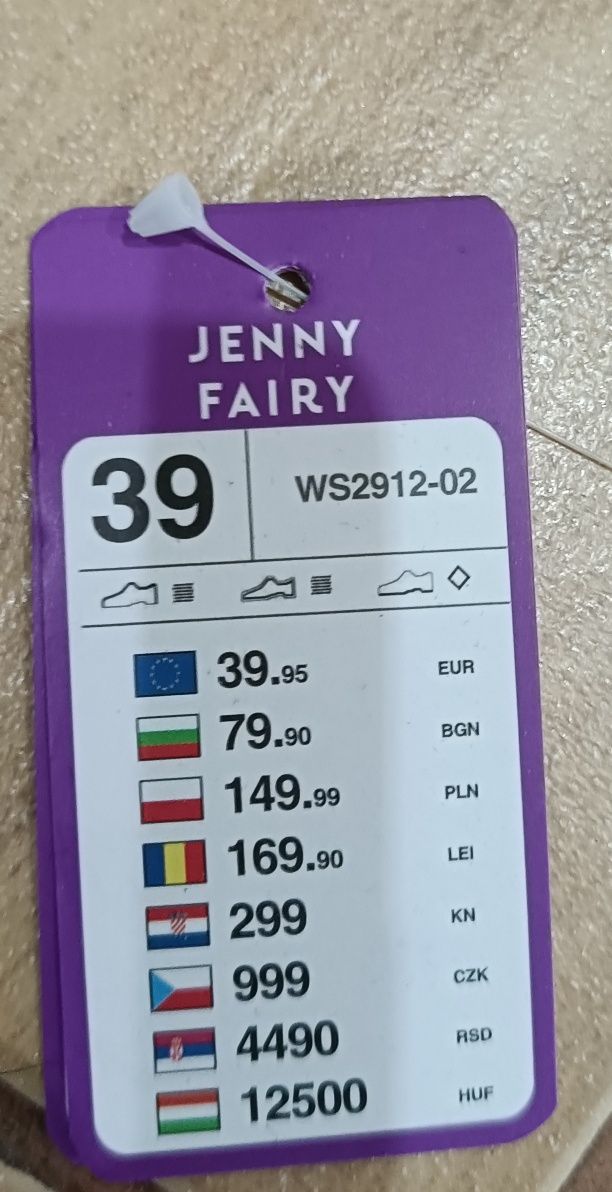 JENNY
FAIRY
39
WS2912-02
39.95 EUR
79.90 BGN
149.99 PLN
169.90 LEI
299 KN
999 CZK
4490 RSD
12500 HUF